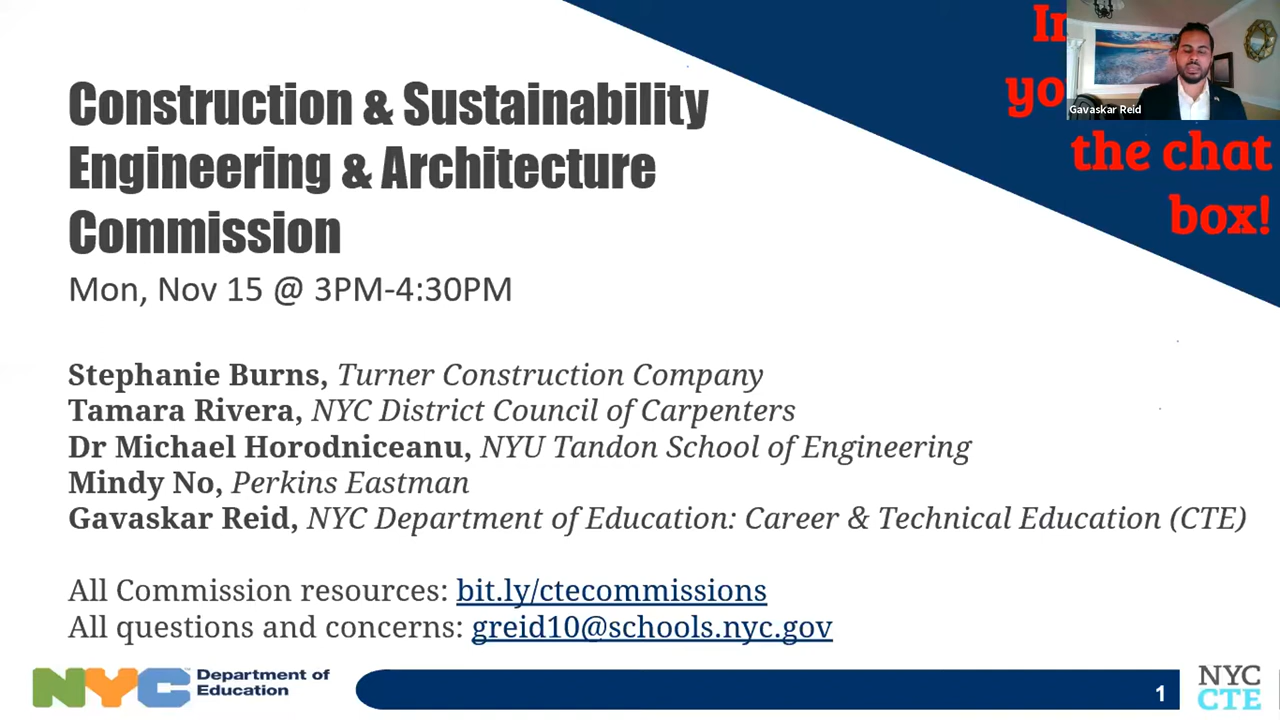 Construction & Sustainability
Engineering & Architecture
Commission
Mon, Nov 15 @ 3PM-4:30PM
Stephanie Burns, Turner Construction Company
Tamara Rivera, NYC District Council of Carpenters
Dr Michael Horodniceanu, NYU Tandon School of Engineering
Mindy No, Perkins Eastman
Gavaskar Reid, NYC Department of Education: Career & Technical Education (CTE)
All Commission resources: bit.ly/ctecommissions
All questions and concerns: greid10@schools.nyc.gov
Gavaskar Reid
the chat
box!
NYC Department of
Education
1
NYC
CTE